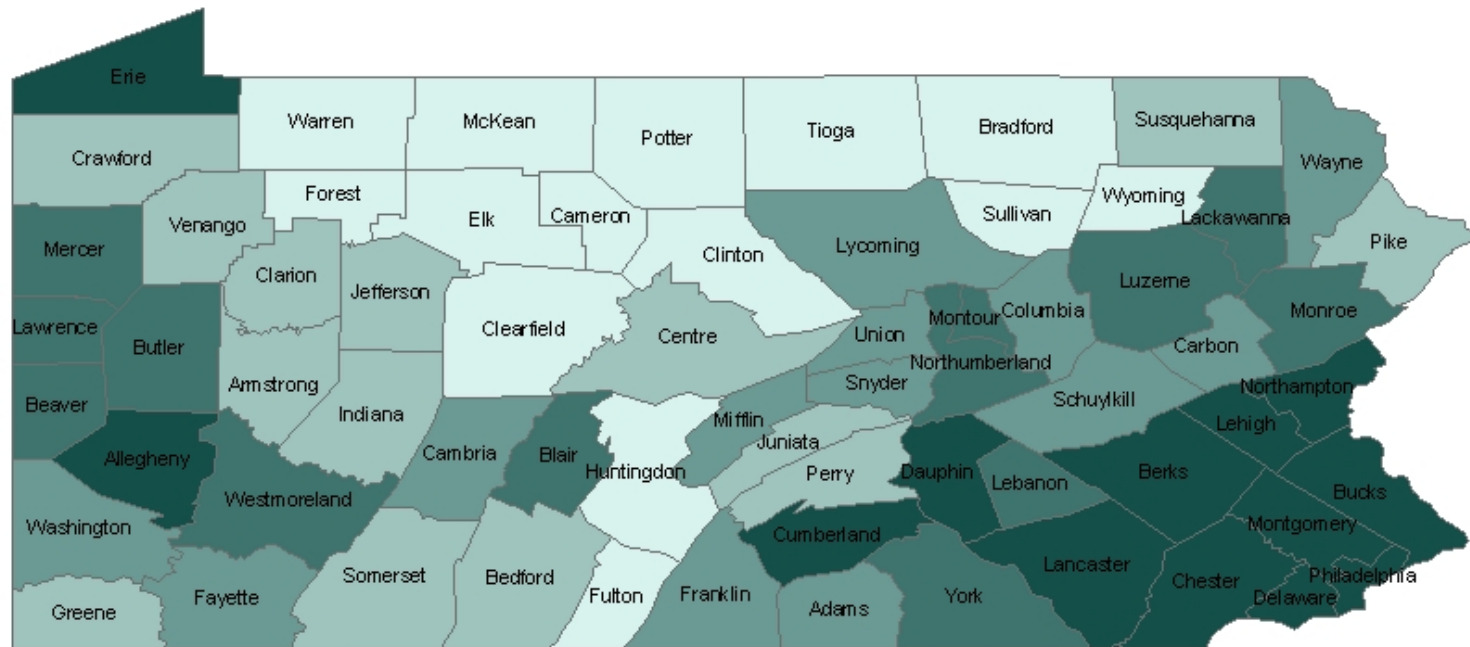 Erie
Warren
McKean
Potter
Tioga
Bradford
Susquehanna
Wayne
Crawford
Forest
Venango
Elk
Cameron
Sullivan
Wyoming
Lackawanna
Pike
Mercer
Clarion
Jefferson
Clinton
Lycoming
Luzerne
Monroe
Lawrence
Butler
Clearfield
Centre
Union
Montour
Columbia
Carbon
Beaver
Armstrong
Indiana
Snyder
Northumberland
Schuylkill
Northampton
Lehigh
Allegheny
Cambria
Blair
Huntingdon
Mifflin
Juniata
Perry
Dauphin
Lebanon
Berks
Bucks
Westmoreland
Washington
Cumberland
Montgomery
Greene
Fayette
Somerset
Bedford
Fulton
Franklin
Adams
York
Lancaster
Chester
Delaware
Philadelphia